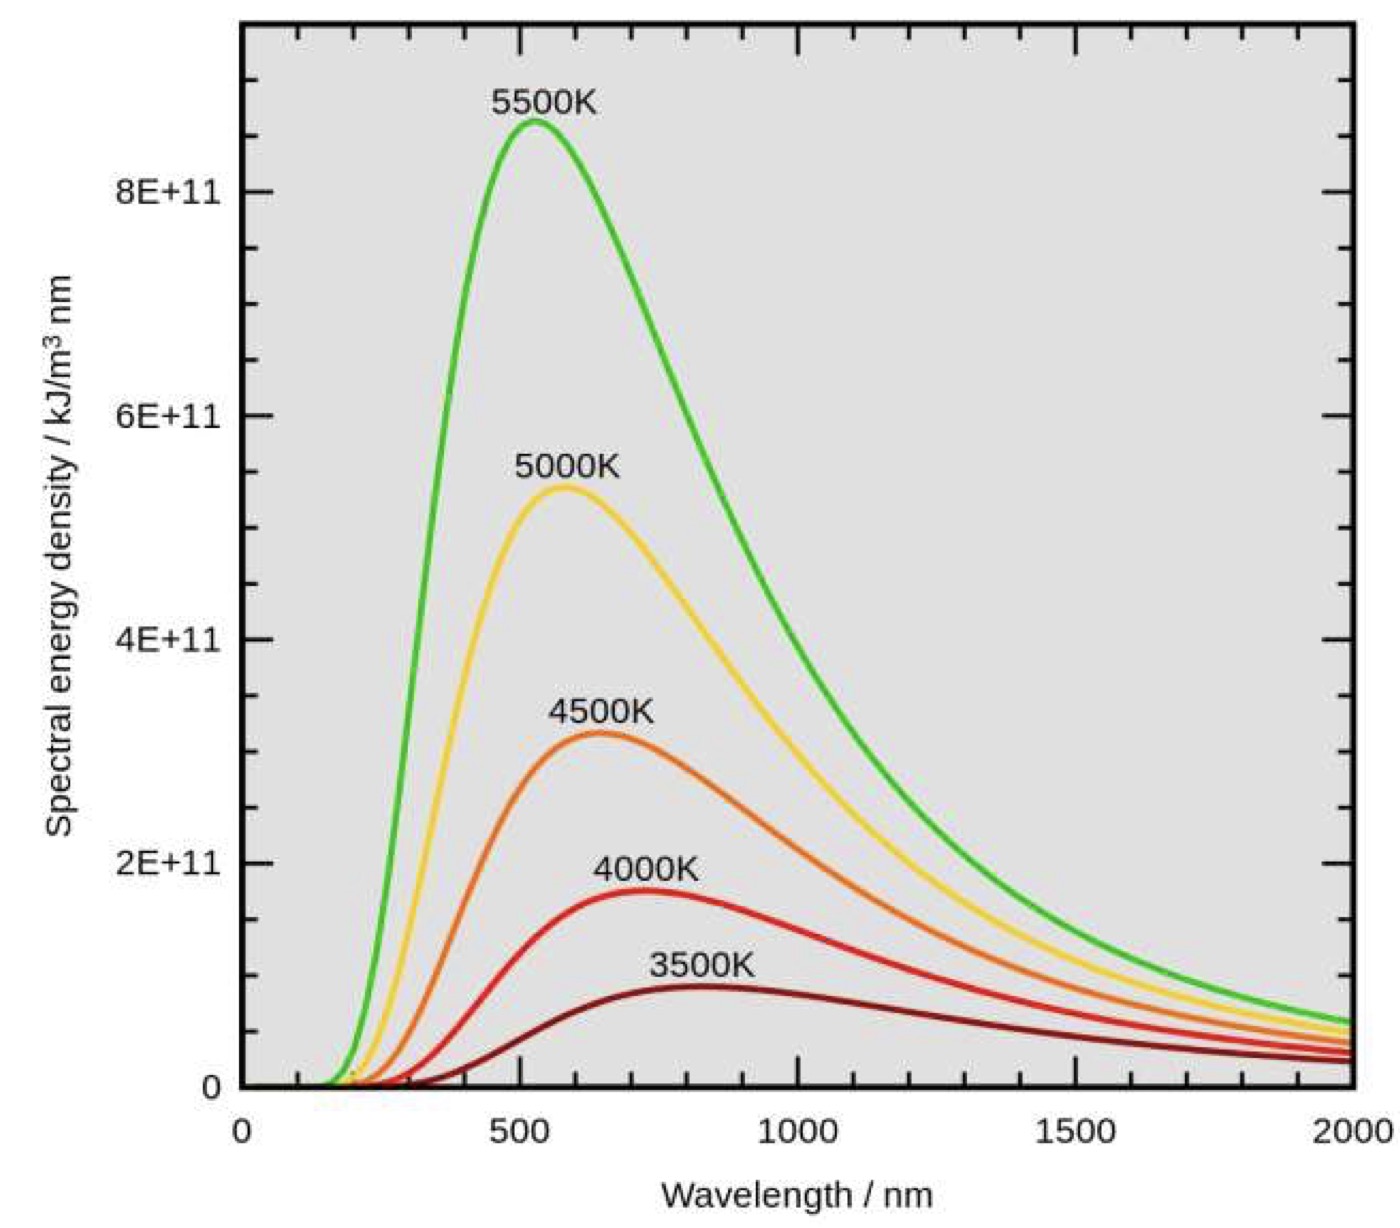 5500K
8E+11
6E+11
5000K
4E+11
4500K
2E+11
4000K
3500K
0
0 500 1000 1500 2000
Wavelength / nm
Spectral energy density / kJ/m³ nm